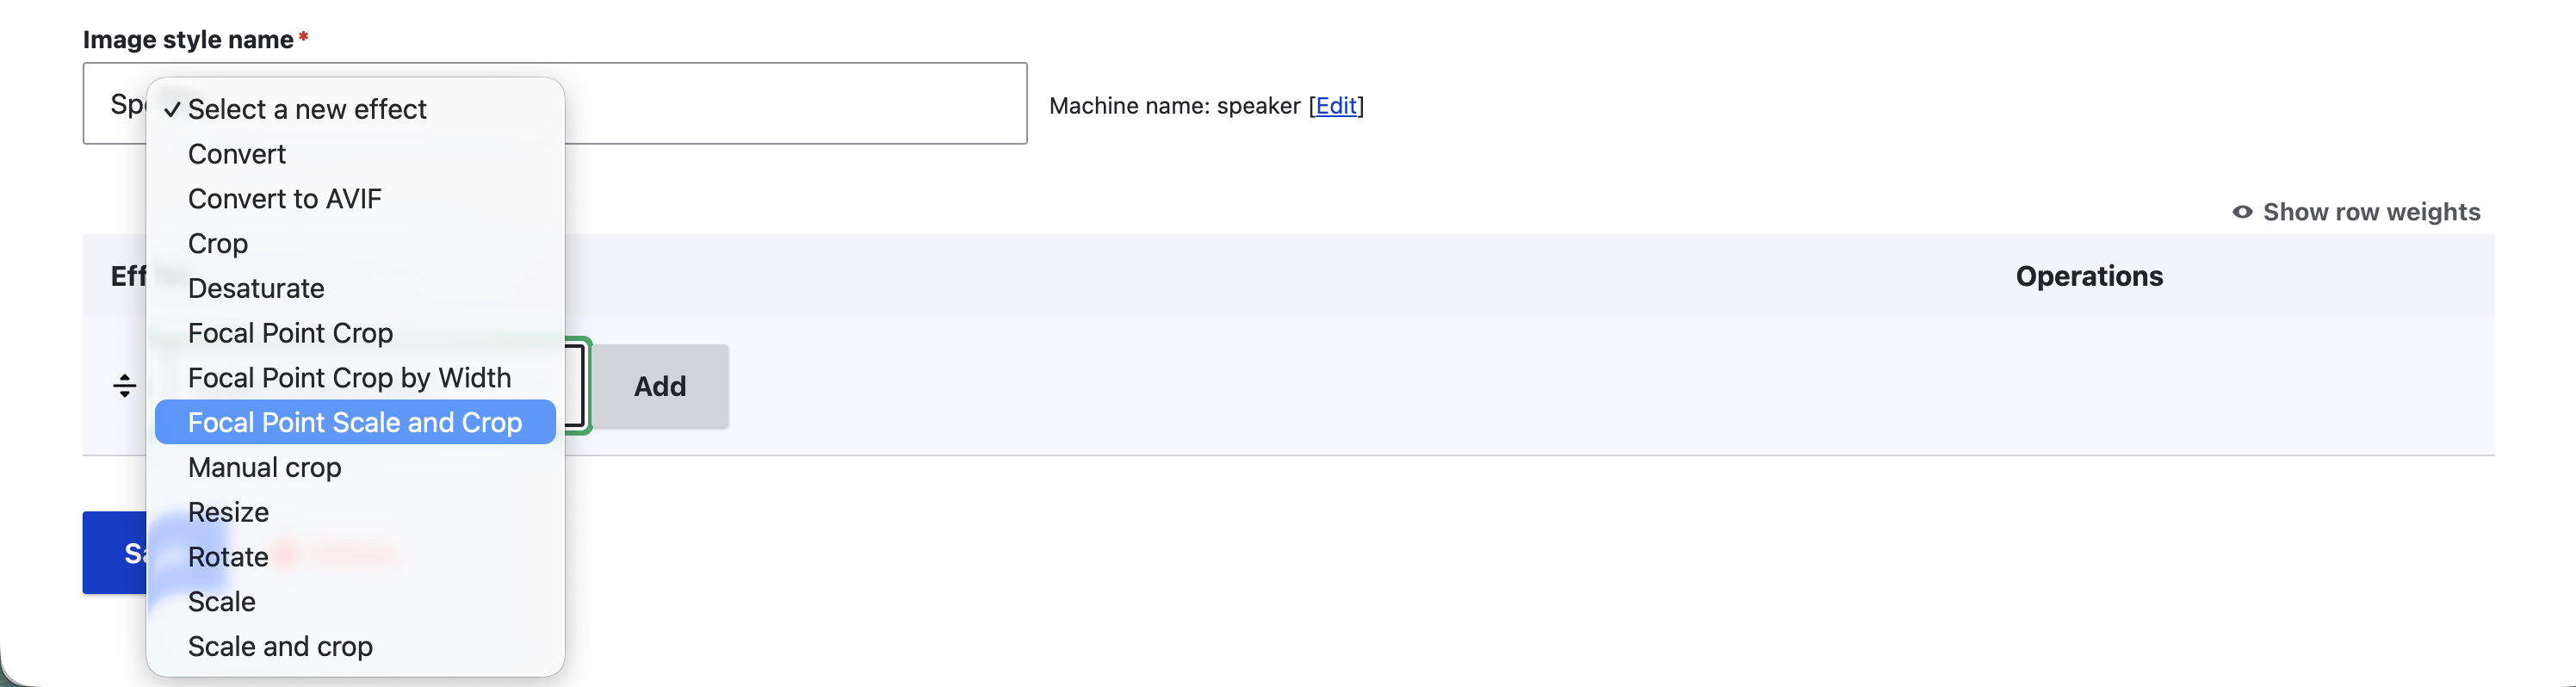 Image style name*
Machine name: speaker [Edit]
✓ Select a new effect
Convert
Convert to AVIF
Crop
Desaturate
Focal Point Crop
Focal Point Crop by Width
Focal Point Scale and Crop
Manual crop
Resize
Rotate
Scale
Scale and crop
Show row weights
Operations
Add